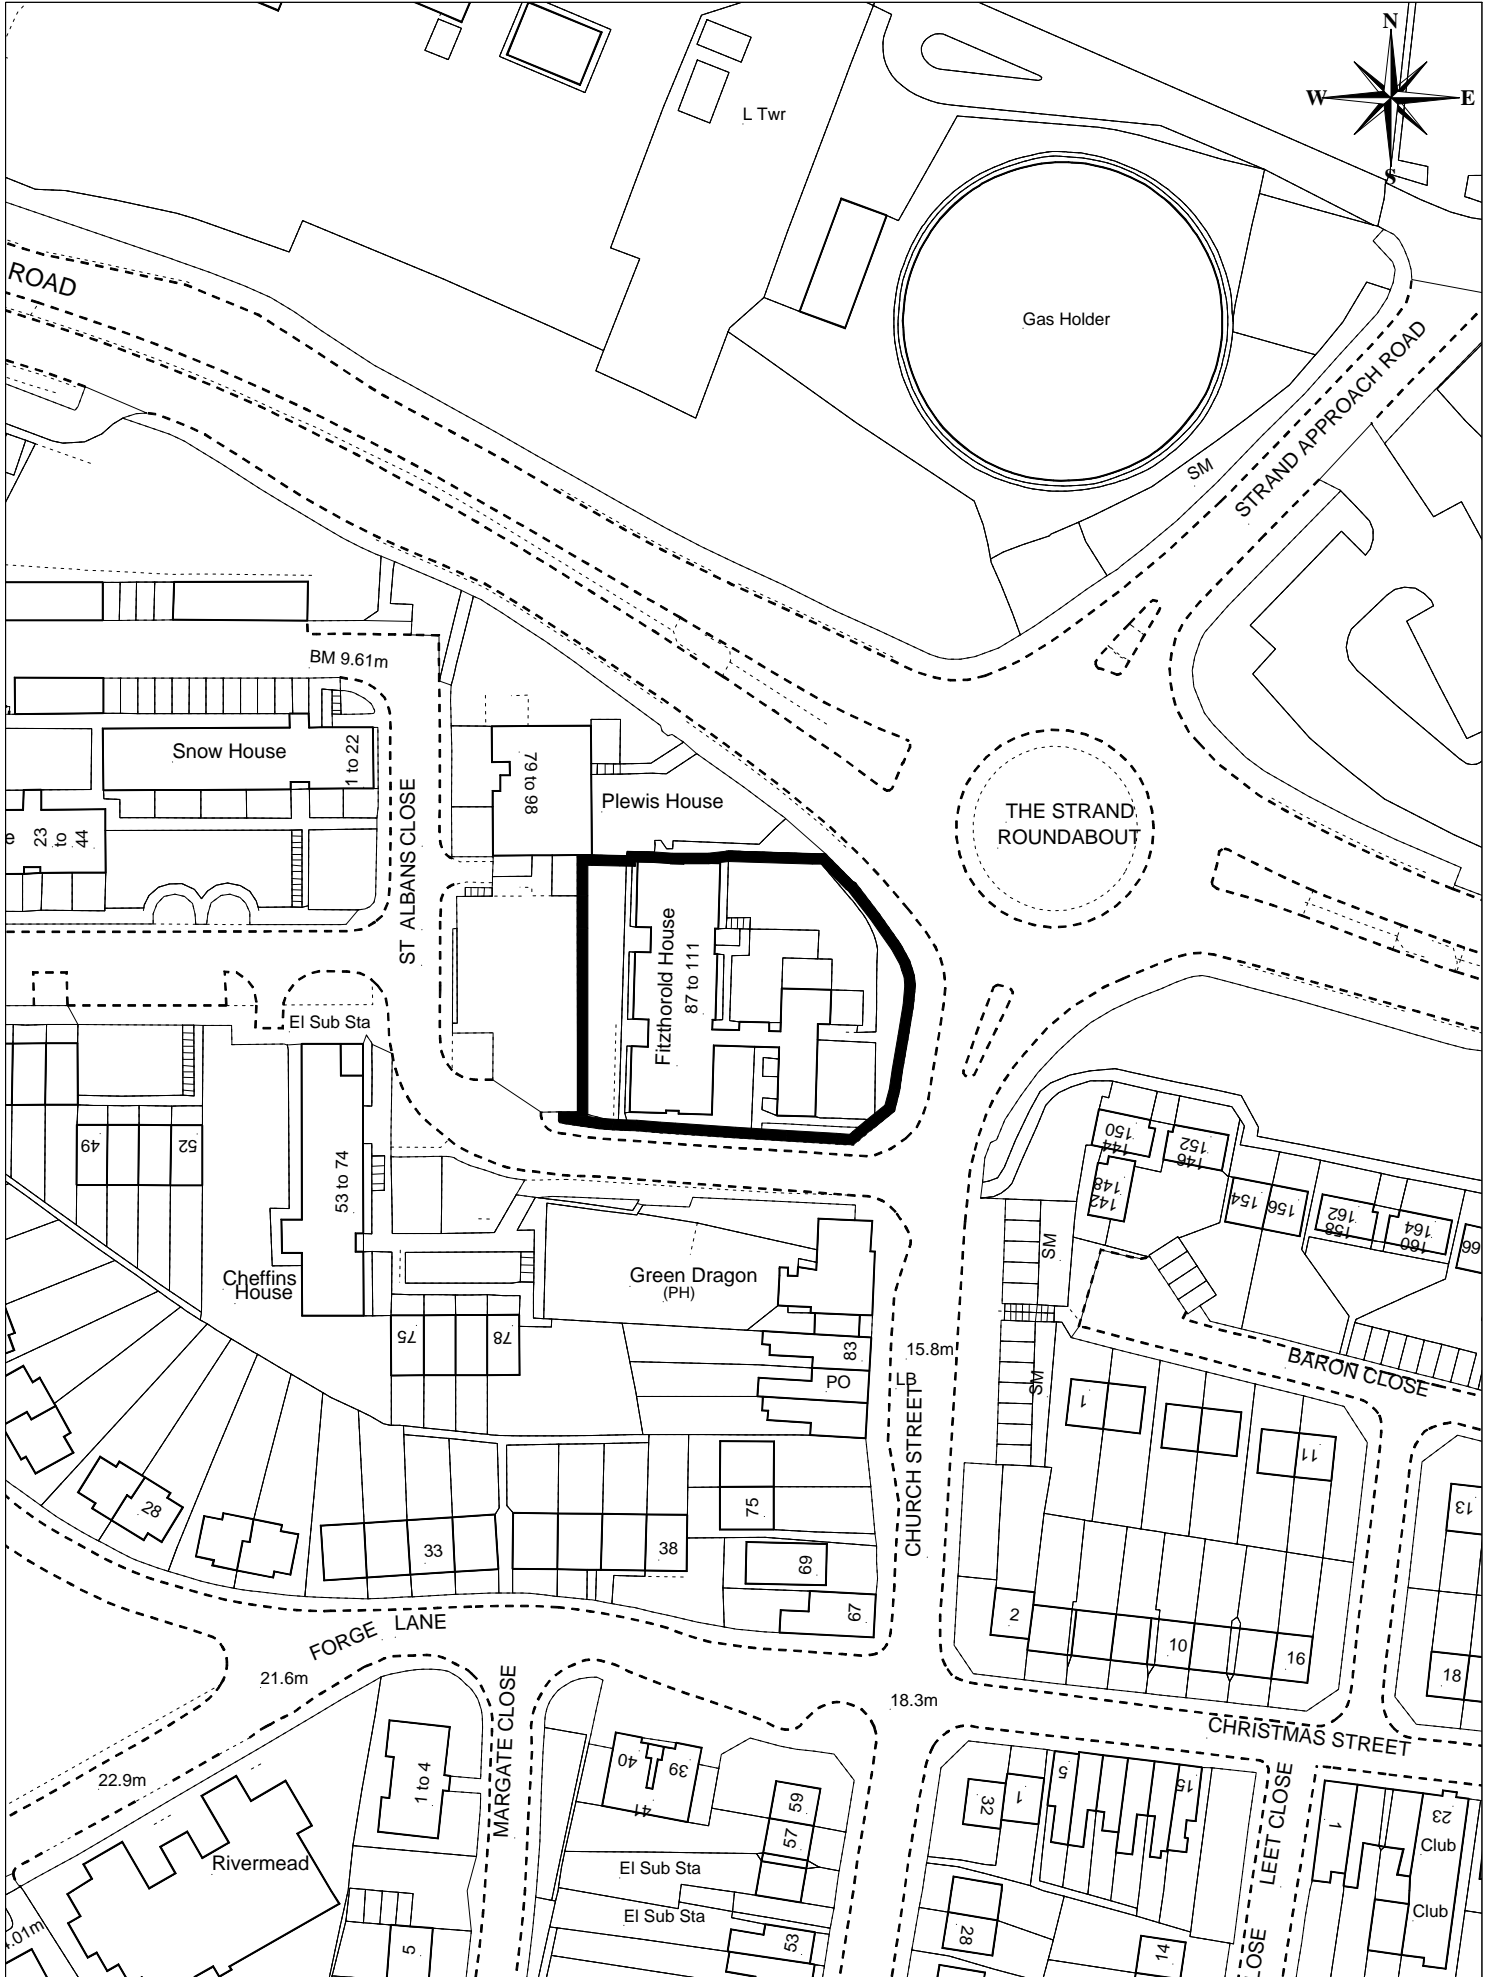 N
W
E
S
L Twr
ROAD
Gas Holder
STRAND APPROACH ROAD
SM
BM 9.61m
Snow House
1 to 22
79 to 98
Plewis House
THE STRAND
ROUNDABOUT
e
23
to
44
ST ALBANS CLOSE
Fitzthorold House
87 to 111
El Sub Sta
49
52
53 to 74
Cheffins
House
150
144
152
146
148
142
154
156
162
158
164
160
66
SM
Green Dragon
(PH)
75
78
83
15.8m
PO
LB
SM
BARON CLOSE
CHURCH STREET
1
11
13
28
33
38
75
69
67
2
10
16
18
FORGE LANE
21.6m
18.3m
MARGATE CLOSE
CHRISTMAS STREET
22.9m
1 to 4
40
39
41
59
57
32
1
5
15
LEET CLOSE
1
23
Club
Club
Rivermead
El Sub Sta
El Sub Sta
.01m
5
53
28
14
OSE